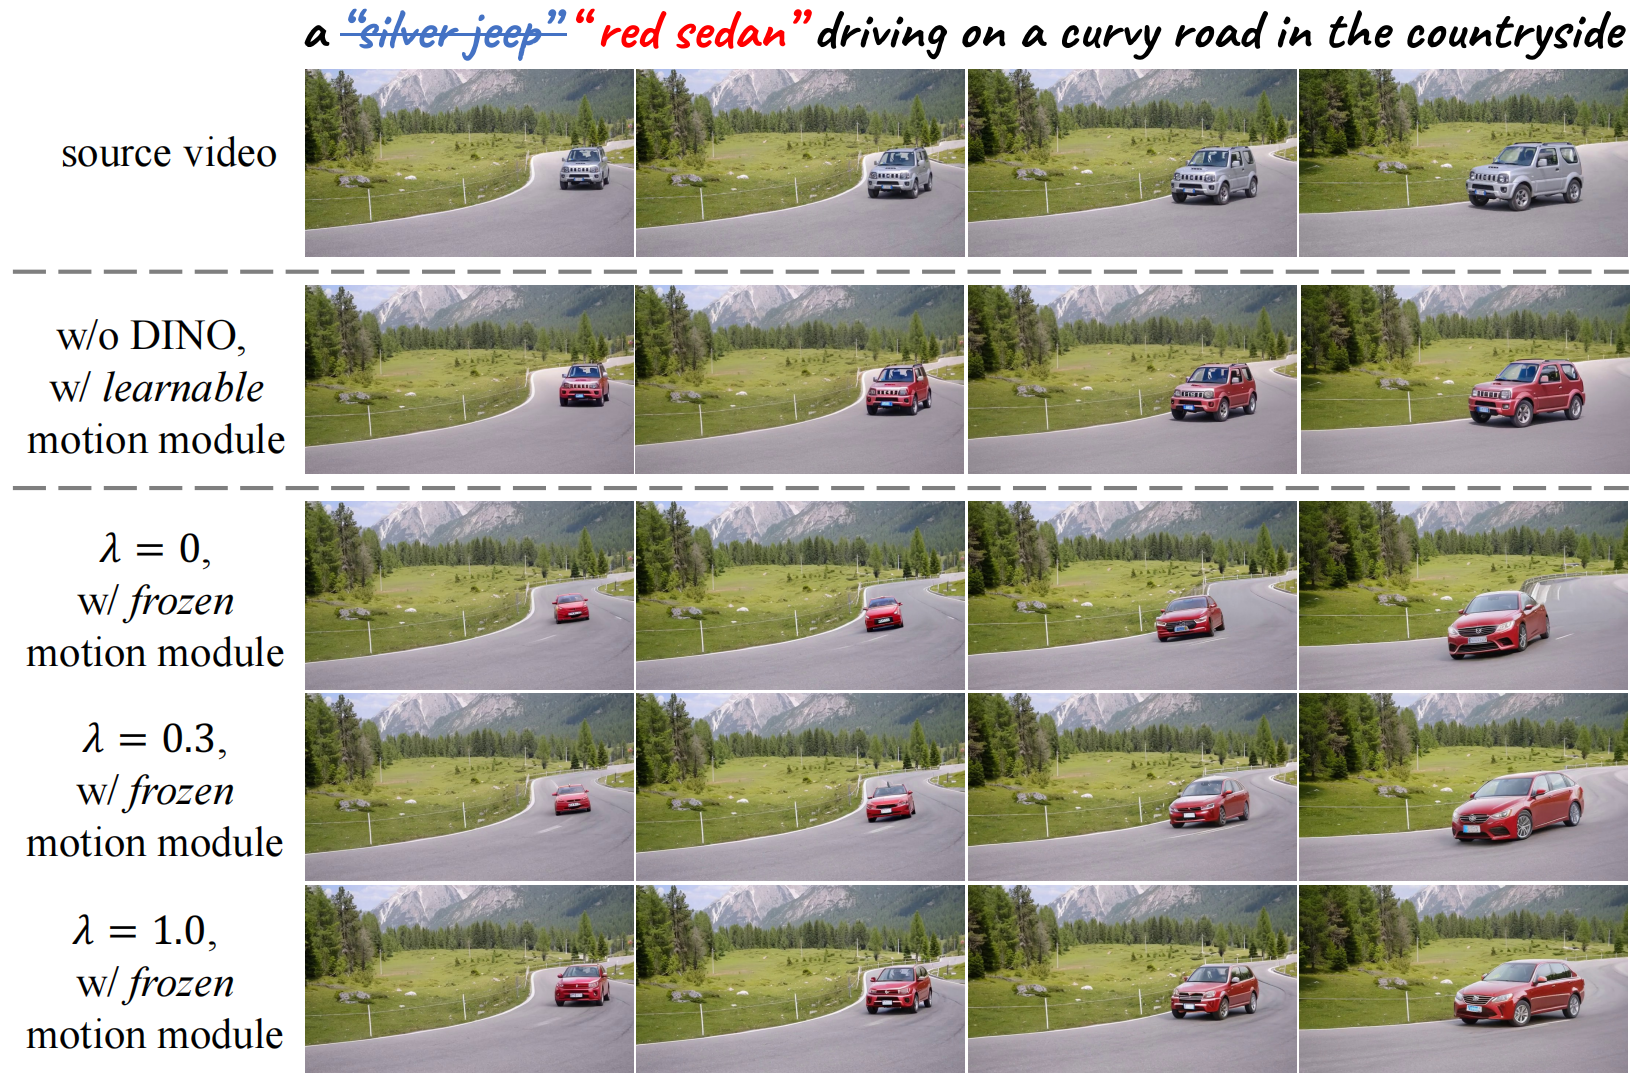 a “silver jeep” “red sedan” driving on a curvy road in the countryside
source video
w/o DINO,
w/ learnable
motion module
λ = 0,
w/ frozen
motion module
λ = 0.3,
w/ frozen
motion module
λ = 1.0,
w/ frozen
motion module